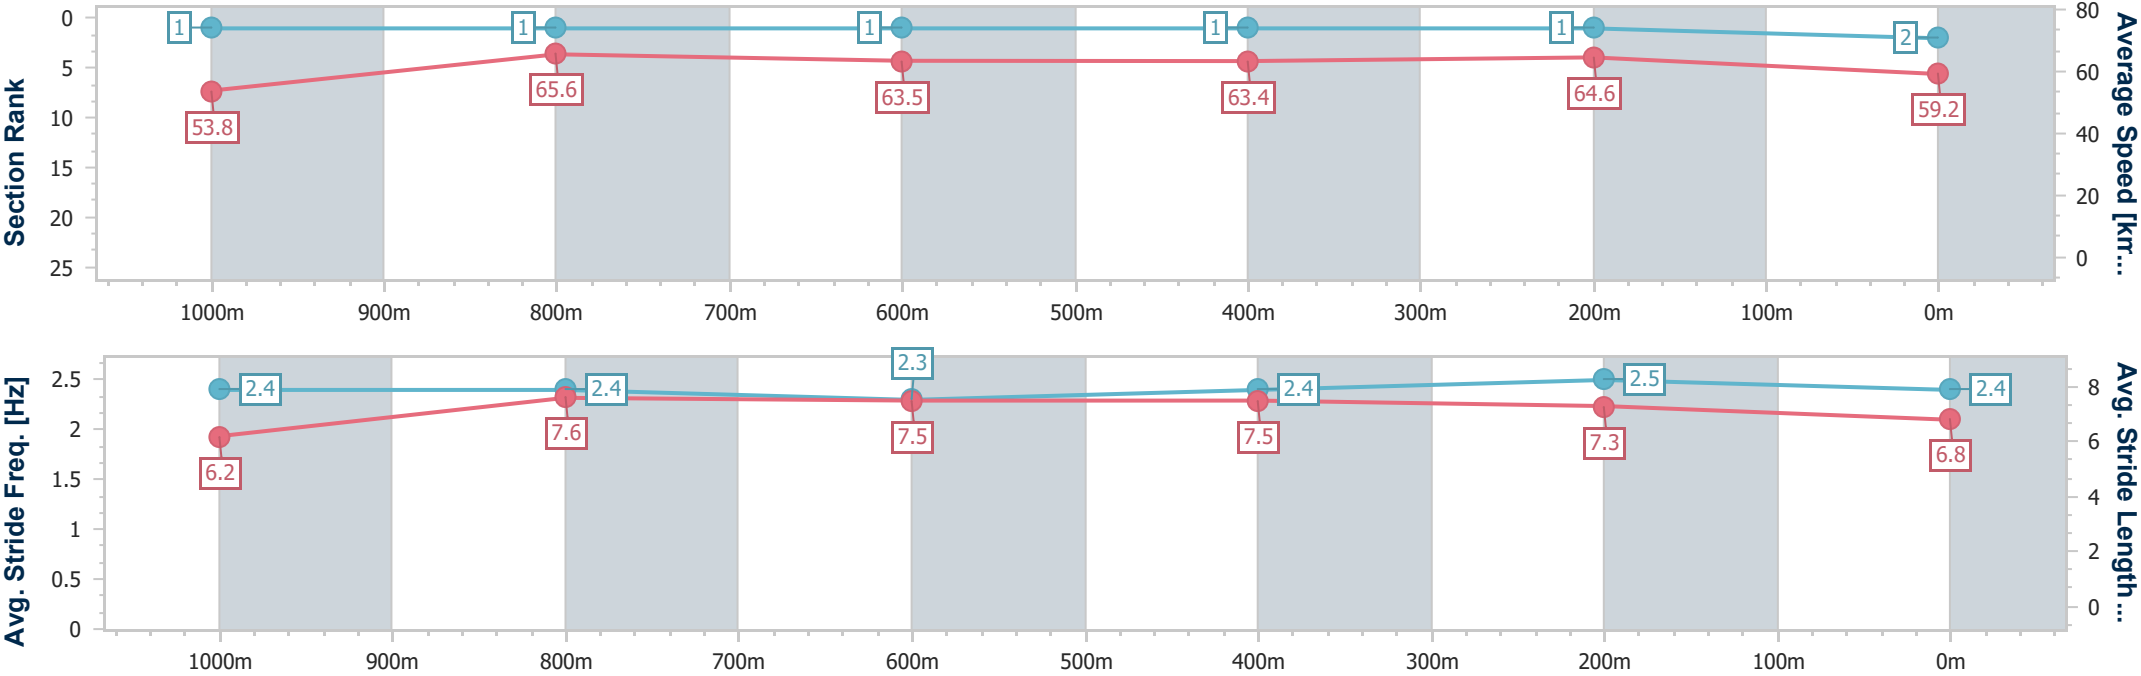 Section Rank
0
5
10
15
20
25
1
1
1
1
1
2
53.8
65.6
63.5
63.4
64.6
59.2
80
60
40
20
0
Average Speed [km...
1000m
900m
800m
700m
600m
500m
400m
300m
200m
100m
0m
Avg. Stride Freq. [Hz]
2.5
2
1.5
1
0.5
0
2.4
2.4
2.3
2.4
2.5
2.4
6.2
7.6
7.5
7.5
7.3
6.8
8
6
4
2
0
Avg. Stride Length ...
1000m
900m
800m
700m
600m
500m
400m
300m
200m
100m
0m